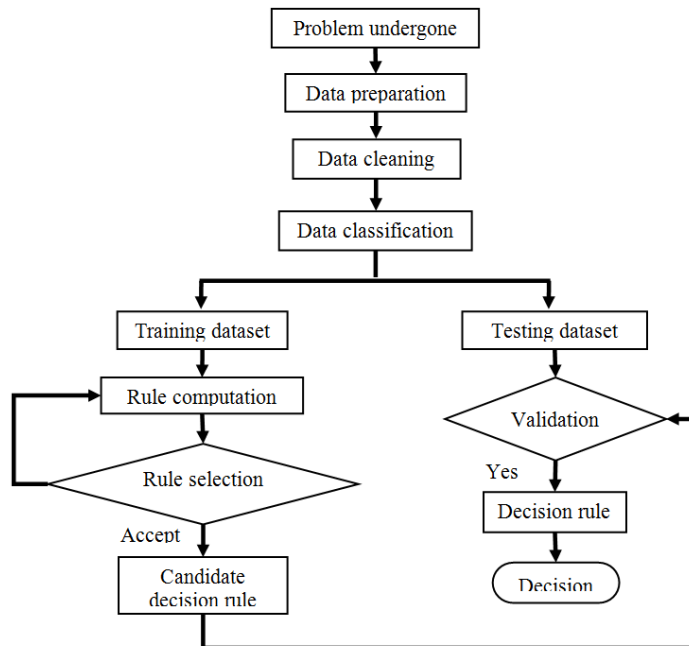 Problem undergone
Data preparation
Data cleaning
Data classification
Training dataset
Testing dataset
Rule computation
Validation
Rule selection
Yes
Accept
Decision rule
Candidate
decision rule
Decision